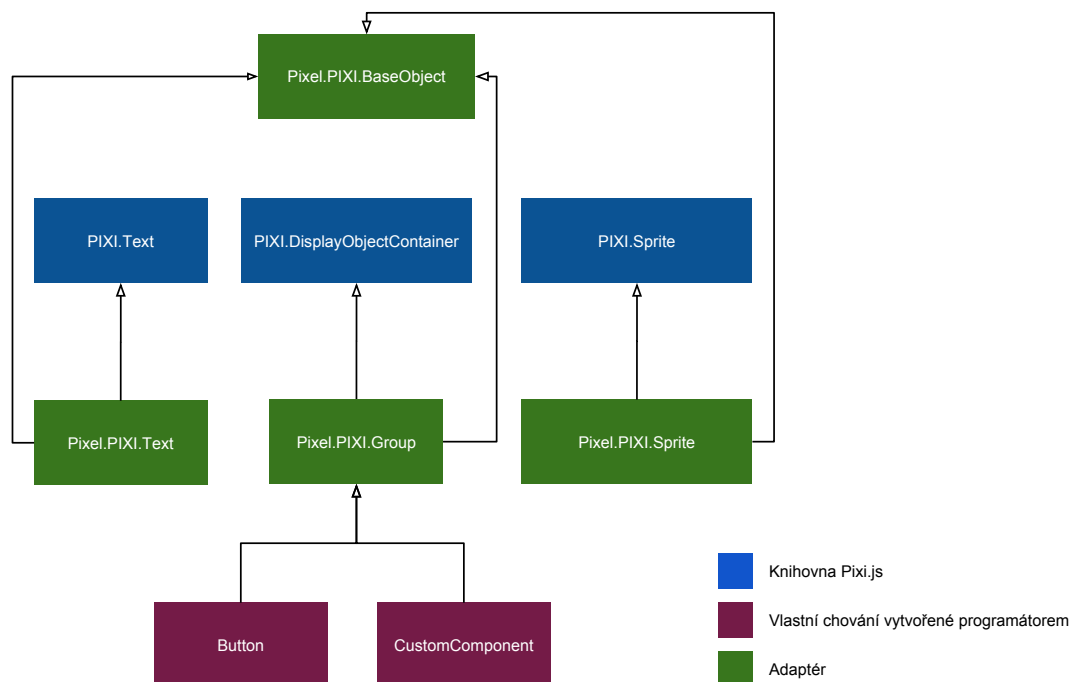 Pixel.PIXI.BaseObject
PIXI.Text
PIXI.DisplayObjectContainer
PIXI.Sprite
Pixel.PIXI.Text
Pixel.PIXI.Group
Pixel.PIXI.Sprite
Button
CustomComponent
Knihovna Pixi.js
Vlastní chování vytvořené programátorem
Adaptér